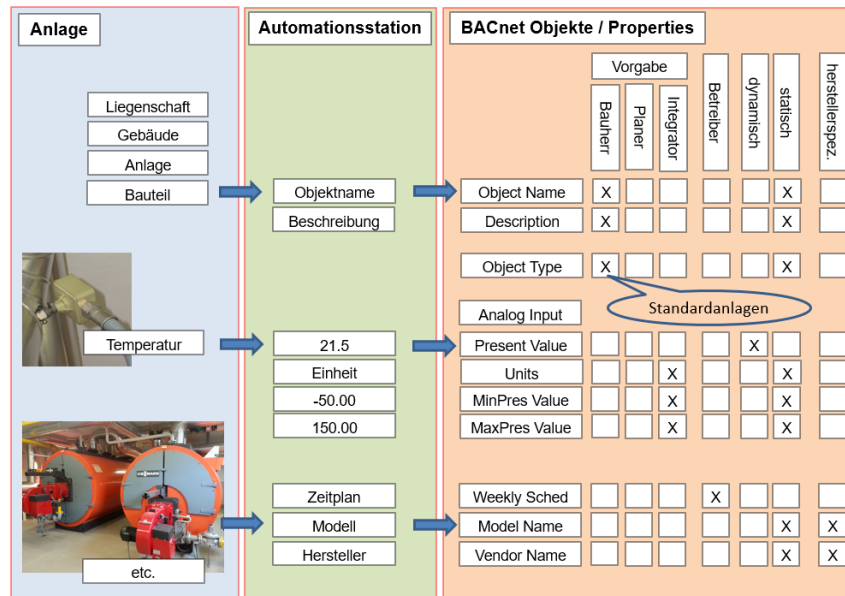 Anlage
Automationsstation
BACnet Objekte / Properties
Vorgabe
Bauherr
Planer
Integrator
Betreiber
dynamisch
statisch
herstellerspez.
Liegenschaft
Gebäude
Anlage
Bauteil
Objektname
Object Name X X
Beschreibung
Description X X
Object Type X X
Standardanlagen
Analog Input
Temperatur
21.5
Present Value X
Einheit
Units X X
-50.00
MinPres Value X X
150.00
MaxPres Value X X
Zeitplan
Weekly Sched X
Modell
Model Name X X
Hersteller
Vendor Name X X
etc.